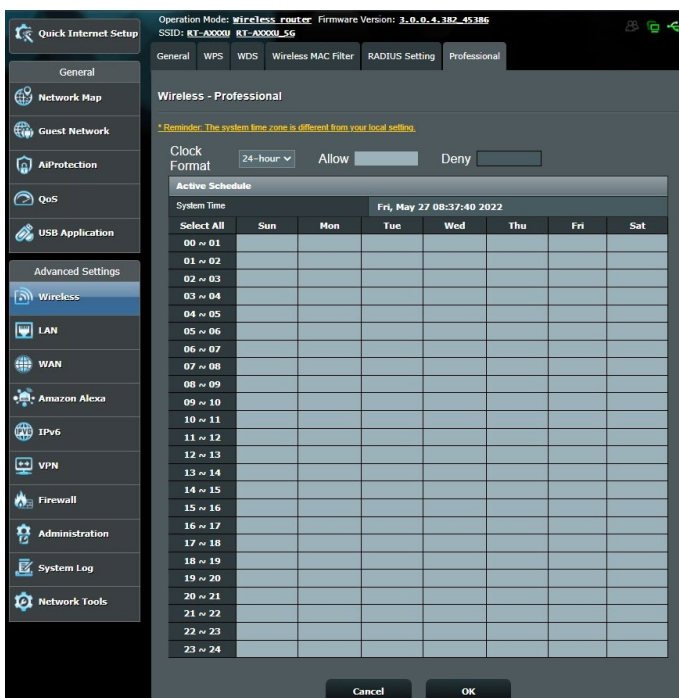 Operation Mode: Wireless router Firmware Version: 3.0.0.4.382_45386
SSID: RT-AXXXU RT-AXXXU_5G
Quick Internet Setup
General
Network Map
Guest Network
AiProtection
QoS
USB Application
Advanced Settings
Wireless
LAN
WAN
Amazon Alexa
IPv6
VPN
Firewall
Administration
System Log
Network Tools
General WPS WDS Wireless MAC Filter RADIUS Setting Professional
Wireless - Professional
* Reminder: The system time zone is different from your local setting.
Clock Format 24-hour Allow Deny
Active Schedule
System Time Fri, May 27 08:37:40 2022
Select All Sun Mon Tue Wed Thu Fri Sat
00 ~ 01
01 ~ 02
02 ~ 03
03 ~ 04
04 ~ 05
05 ~ 06
06 ~ 07
07 ~ 08
08 ~ 09
09 ~ 10
10 ~ 11
11 ~ 12
12 ~ 13
13 ~ 14
14 ~ 15
15 ~ 16
16 ~ 17
17 ~ 18
18 ~ 19
19 ~ 20
20 ~ 21
21 ~ 22
22 ~ 23
23 ~ 24
Cancel OK